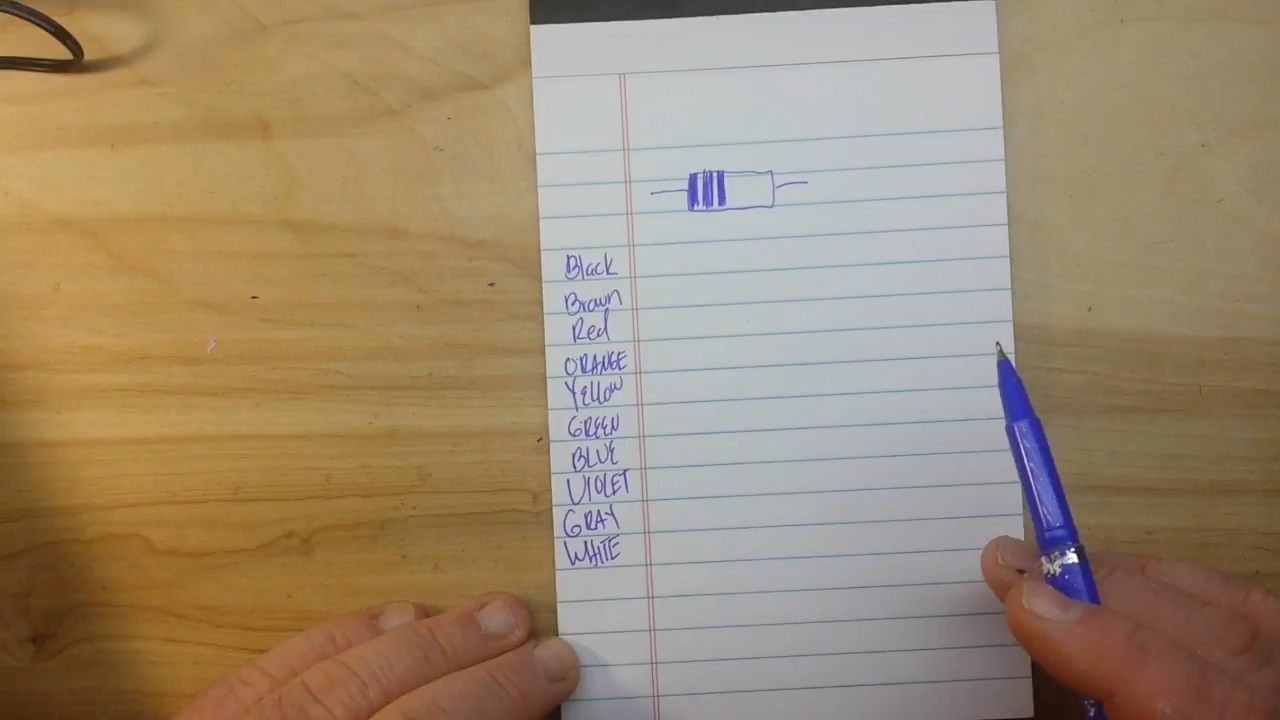 Black
Brown
Red
ORANGE
Yellow
GREEN
BLUE
VIOLET
GRAY
WHITE